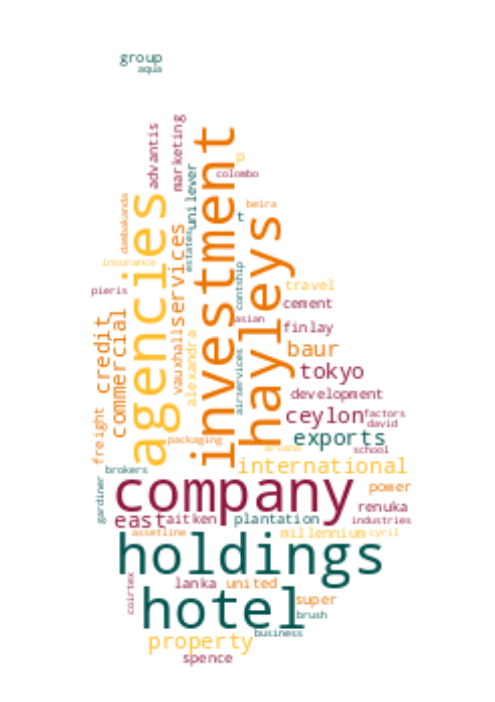 group
aqua
advantis
marketing
investment
p
colombo
unilever
dambakanda
agencies
beira
t
hayleys
services
estates
insurance
contship
pieris
travel
cement
asian
finlay
credit
commercial
vauxhall
alexandra
airservices
baur
tokyo
development
freight
ceylon
factors
david
packaging
exports
school
arvana
brokers
international
gardiner
company
power
renuka
east
aitken
plantation
industries
assetline
millennium
cyril
holdings
coirtex
lanka
united
hotel
super
brush
business
property
spence